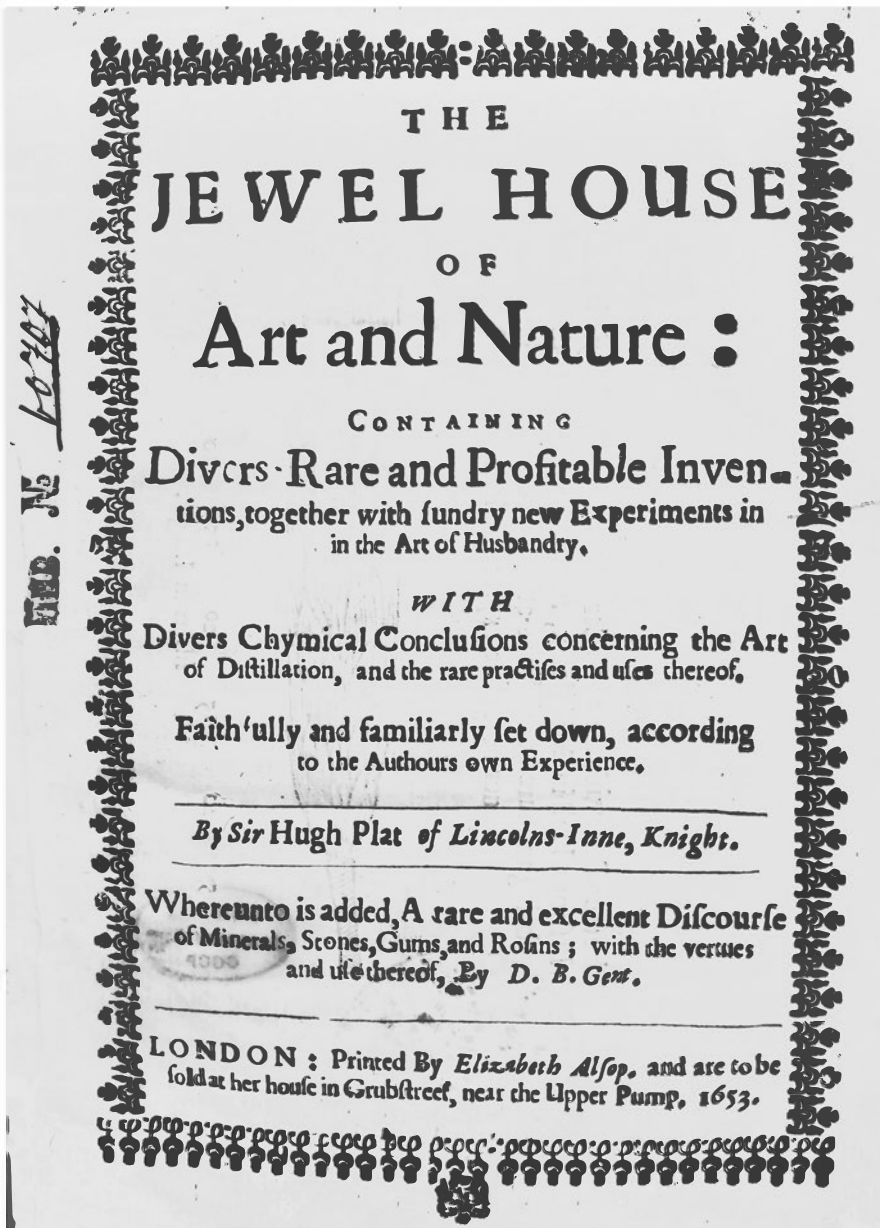 THE
JEWEL HOUSE
OF
Art and Nature:
CONTAINING
Divers Rare and Profitable Inven-
tions, together with ſundry new Experiments in
in the Art of Husbandry.
WITH
Divers Chymical Concluſions concerning the Art
of Diſtillation, and the rare practiſes and uſes thereof.
Faithfully and familiarly ſet down, according
to the Authours own Experience.
By Sir Hugh Plat of Lincolns-Inne, Knight.
Whereunto is added, A rare and excellent Diſcourſe
of Minerals, Stones, Gums, and Roſins; with the vertues
and uſe thereof, By D. B. Gent.
LONDON: Printed By Elizabeth Alſop. and are to be
ſold at her houſe in Grubſtreet, near the Upper Pump. 1653.